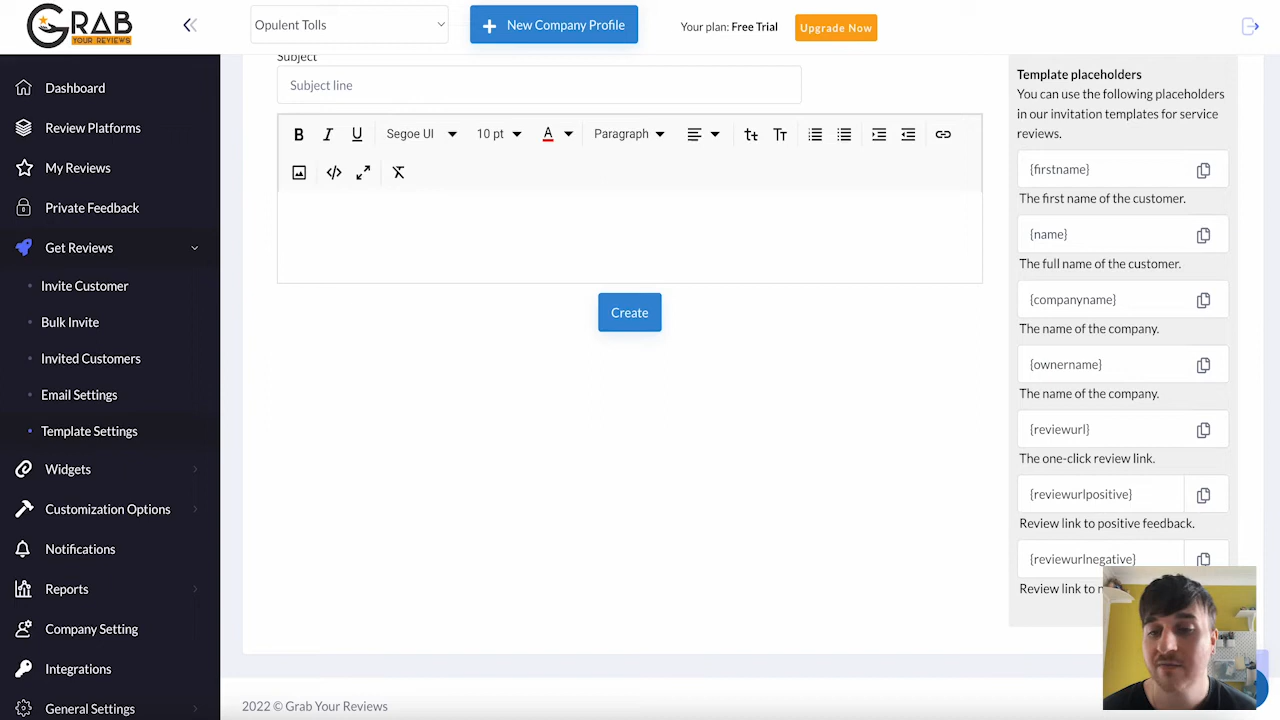 GRAB
YOUR REVIEWS
Opulent Tolls
New Company Profile
Your plan: Free Trial
Upgrade Now
Dashboard
Review Platforms
My Reviews
Private Feedback
Get Reviews
Invite Customer
Bulk Invite
Invited Customers
Email Settings
Template Settings
Widgets
Customization Options
Notifications
Reports
Company Setting
Integrations
General Settings
Subject
Subject line
B I U Segoe UI 10 pt A Paragraph
Create
Template placeholders
You can use the following placeholders
in our invitation templates for service
reviews.
{firstname}
The first name of the customer.
{name}
The full name of the customer.
{companyname}
The name of the company.
{ownername}
The name of the company.
{reviewurl}
The one-click review link.
{reviewurlpositive}
Review link to positive feedback.
{reviewurlnegative}
Review link to
2022 © Grab Your Reviews